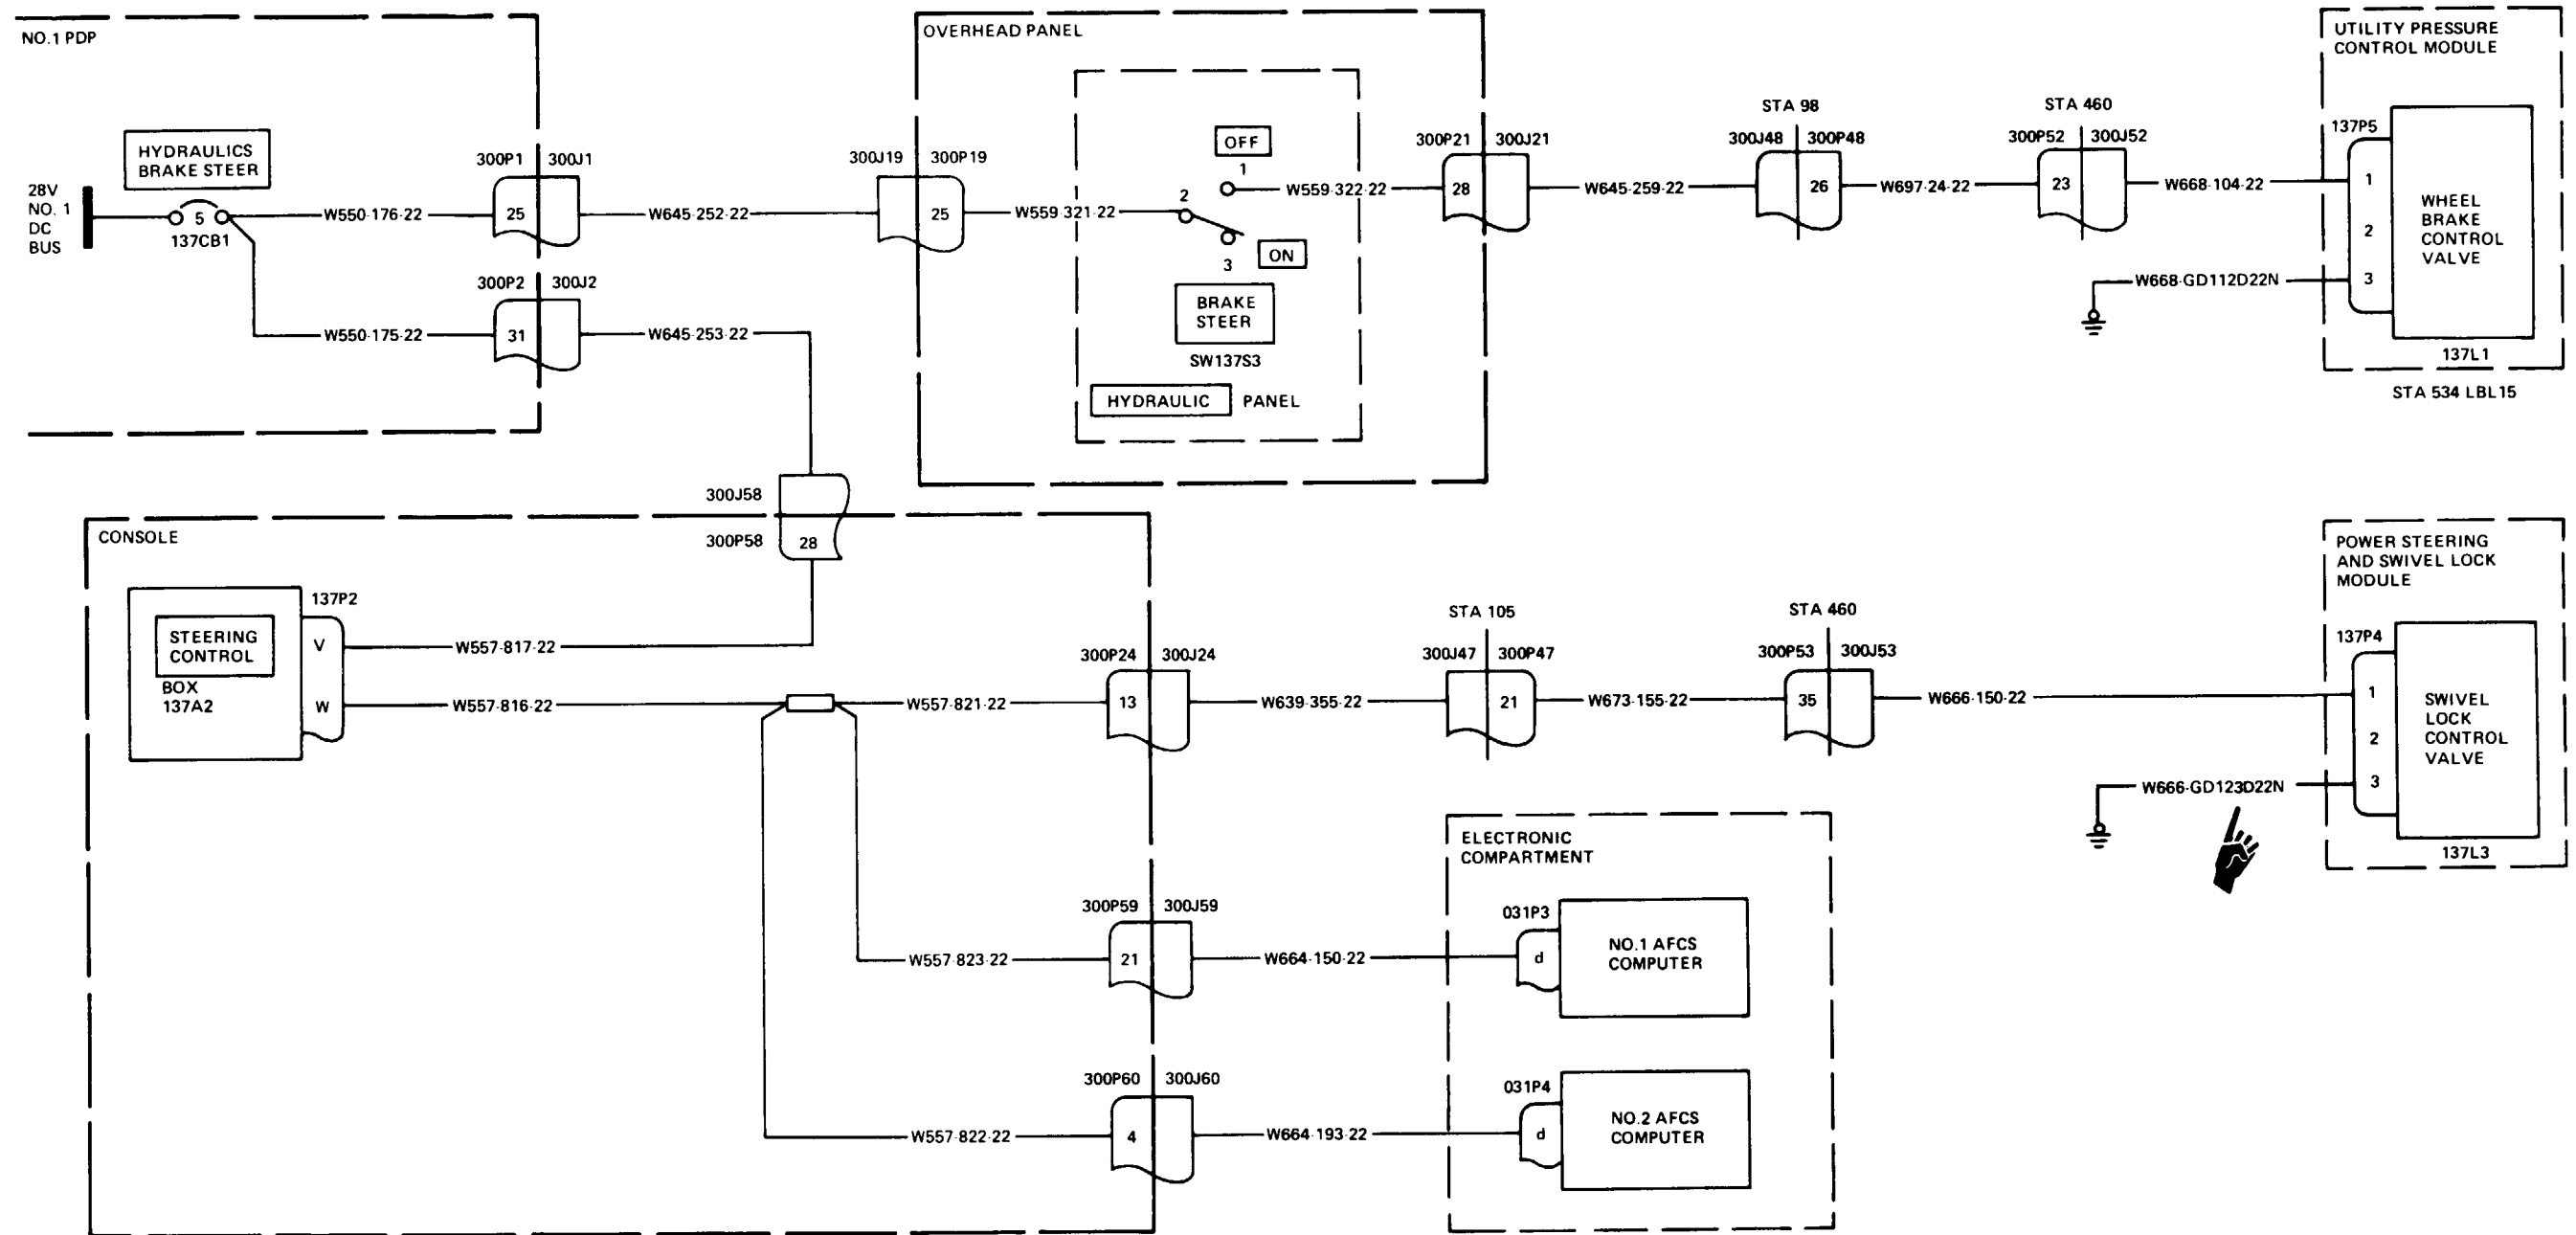 NO.1 PDP
HYDRAULICS
BRAKE STEER
28V
NO. 1
DC
BUS
5
137CB1
W550-176-22
300P1
300J1
25
W645-252-22
W550-175-22
300P2
300J2
31
W645-253-22
OVERHEAD PANEL
300J19
300P19
25
W559-321-22
OFF
1
2
3
ON
BRAKE
STEER
SW137S3
HYDRAULIC
PANEL
W559-322-22
300P21
300J21
28
W645-259-22
STA 98
300J48
300P48
26
W697-24-22
STA 460
300P52
300J52
23
W668-104-22
UTILITY PRESSURE
CONTROL MODULE
137P5
1
2
3
WHEEL
BRAKE
CONTROL
VALVE
W668-GD112D22N
137L1
STA 534 LBL15
300J58
300P58
28
CONSOLE
STEERING
CONTROL
BOX
137A2
137P2
V
W
W557-817-22
W557-816-22
W557-821-22
300P24
300J24
13
W639-355-22
STA 105
300J47
300P47
21
W673-155-22
STA 460
300P53
300J53
35
W666-150-22
POWER STEERING
AND SWIVEL LOCK
MODULE
137P4
1
2
3
SWIVEL
LOCK
CONTROL
VALVE
W666-GD123D22N
137L3
W557-823-22
300P59
300J59
21
W664-150-22
ELECTRONIC
COMPARTMENT
031P3
d
NO.1 AFCS
COMPUTER
W557-822-22
300P60
300J60
4
W664-193-22
031P4
d
NO.2 AFCS
COMPUTER